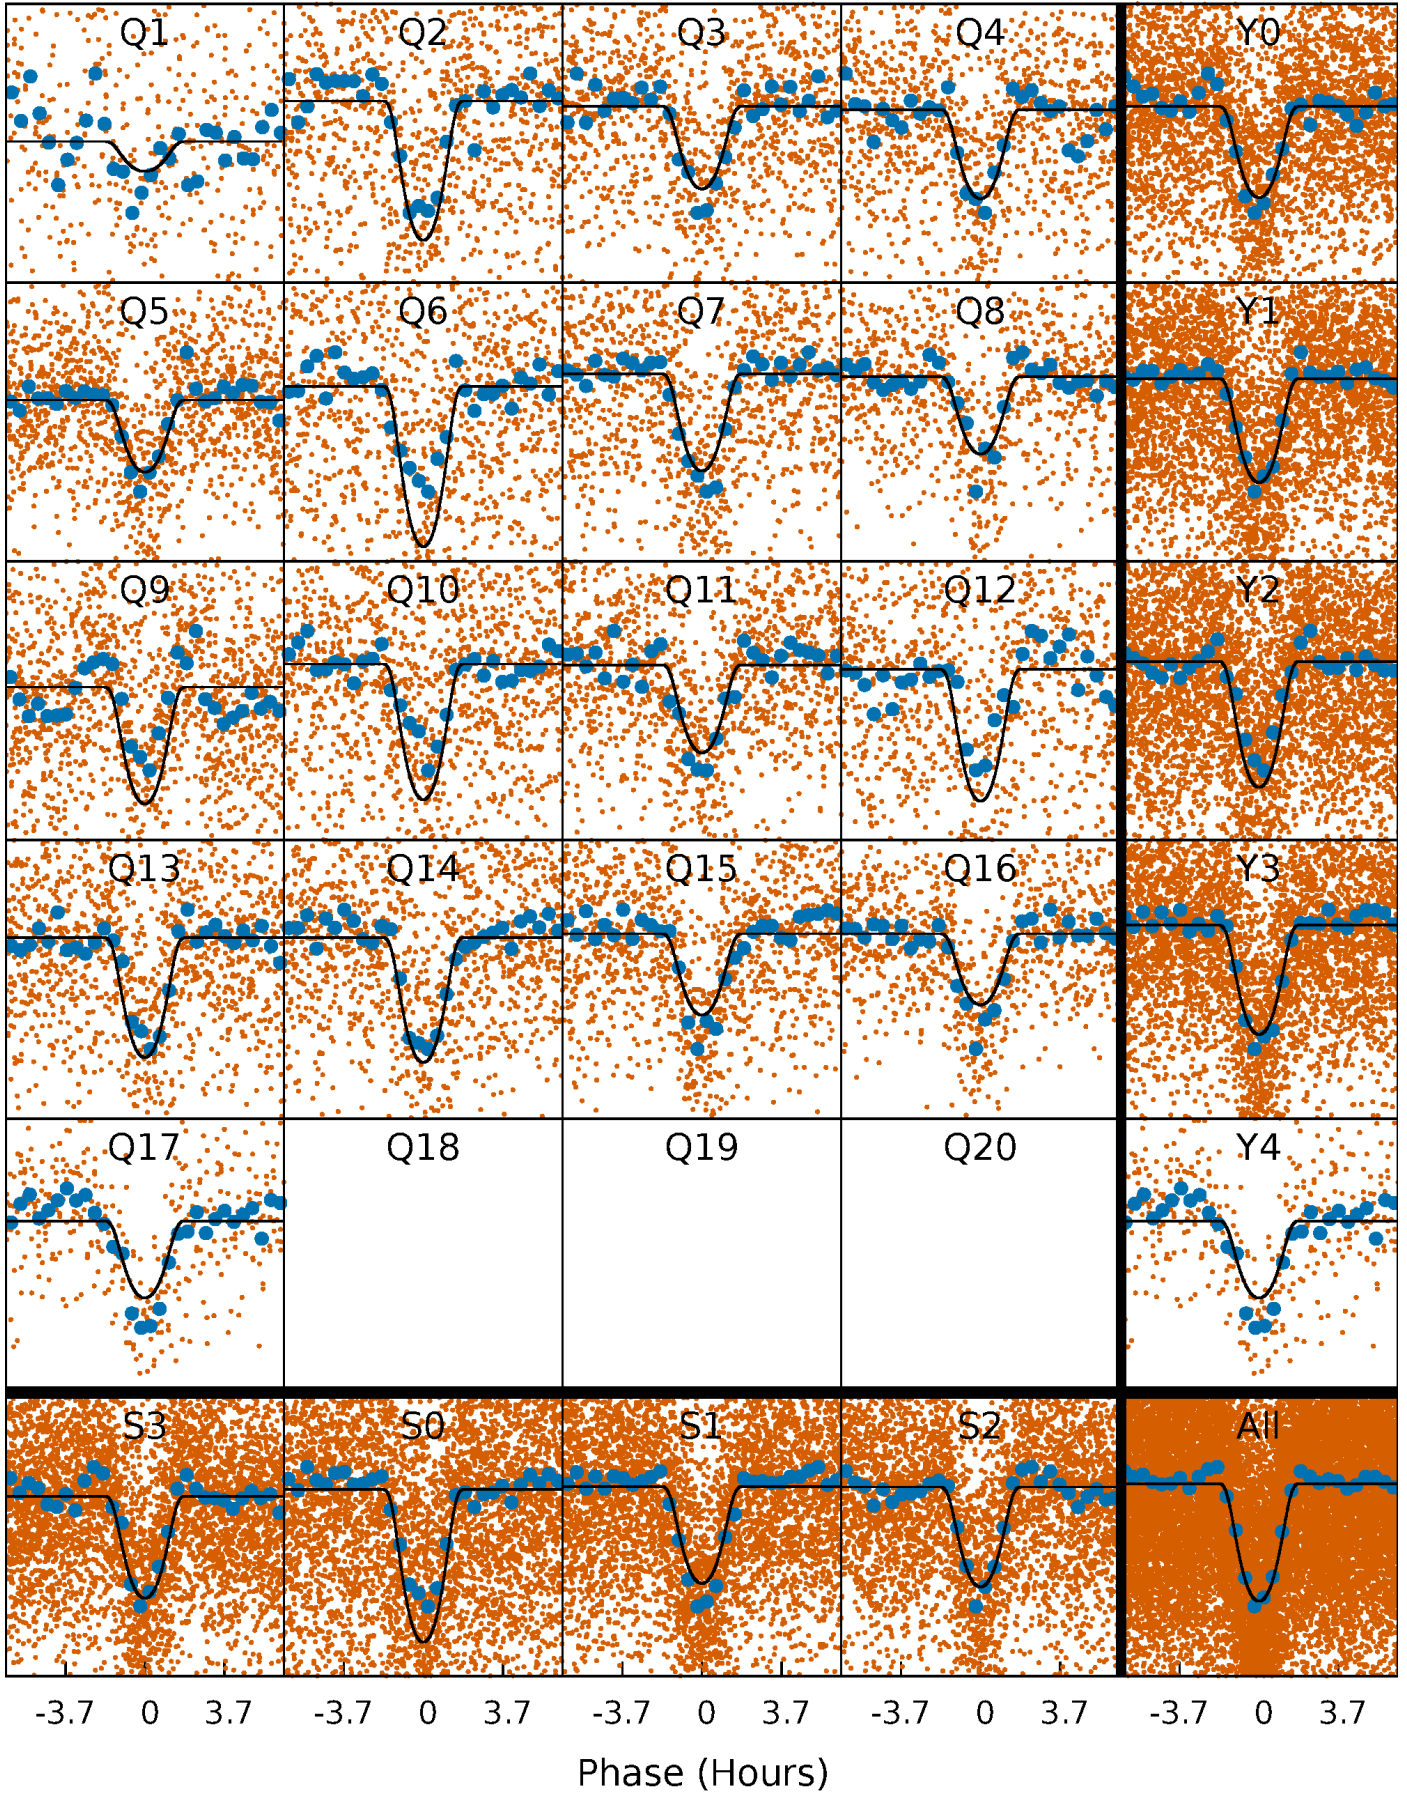 Q1 Q2 Q3 Q4 Y0
Q5 Q6 Q7 Q8 Y1
Q9 Q10 Q11 Q12 Y2
Q13 Q14 Q15 Q16 Y3
Q17 Q18 Q19 Q20 Y4
S3 S0 S1 S2 All
-3.7 0 3.7 -3.7 0 3.7 -3.7 0 3.7 -3.7 0 3.7 -3.7 0 3.7
Phase (Hours)